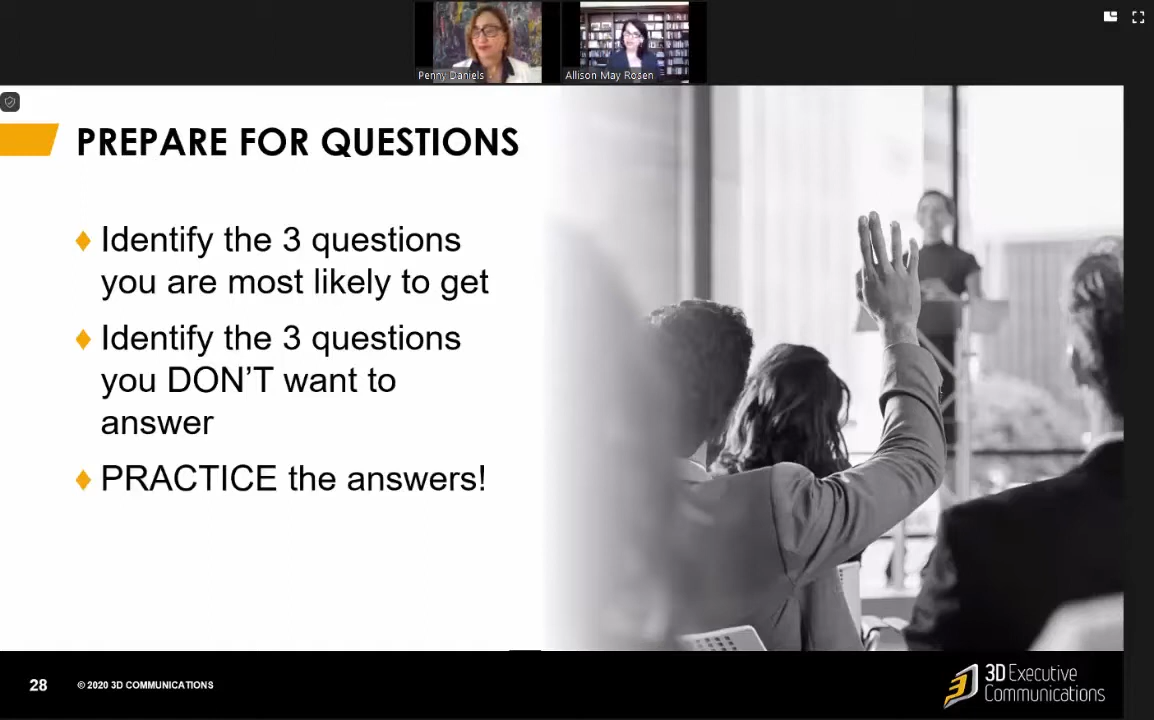 Penny Daniels
Allison May Rosen
PREPARE FOR QUESTIONS
♦ Identify the 3 questions
you are most likely to get
♦ Identify the 3 questions
you DON'T want to
answer
♦ PRACTICE the answers!
28
© 2020 3D COMMUNICATIONS
3D Executive
Communications